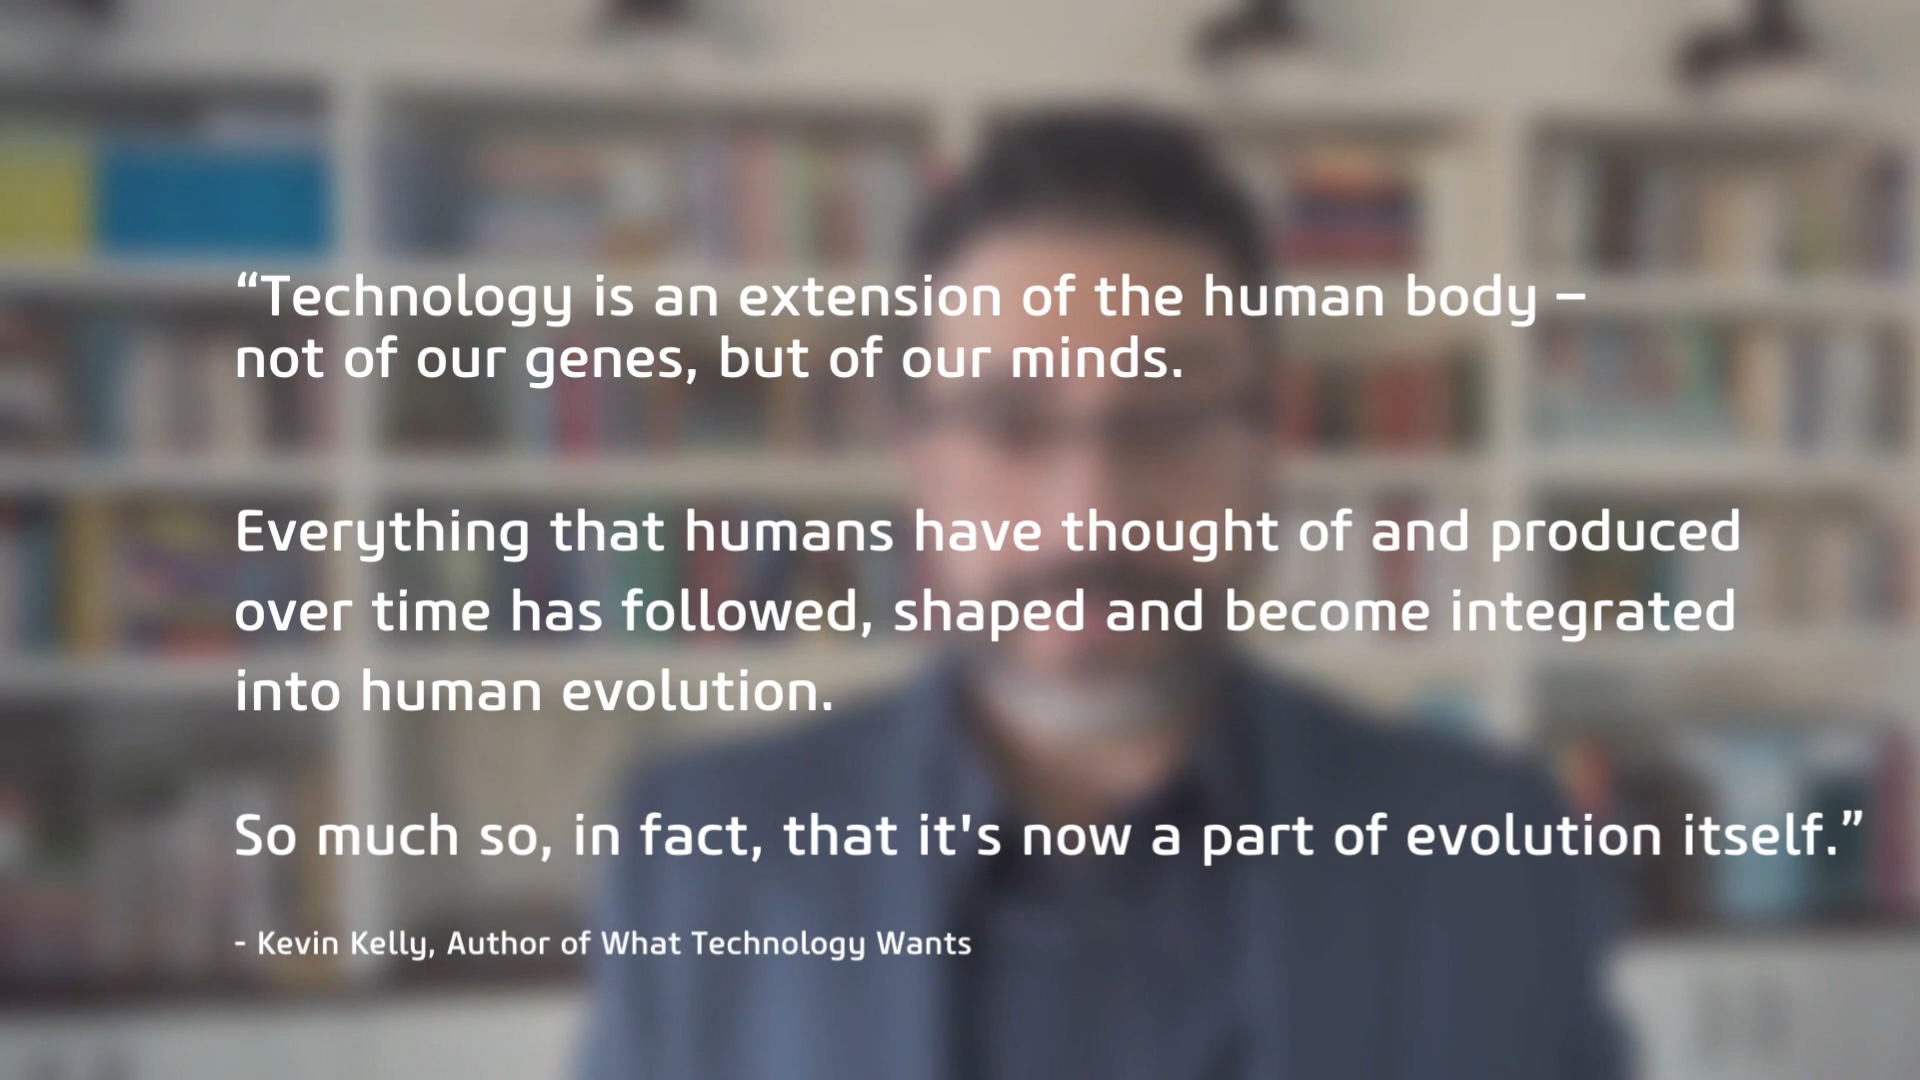 “Technology is an extension of the human body –
not of our genes, but of our minds.
Everything that humans have thought of and produced
over time has followed, shaped and become integrated
into human evolution.
So much so, in fact, that it's now a part of evolution itself.”
- Kevin Kelly, Author of What Technology Wants